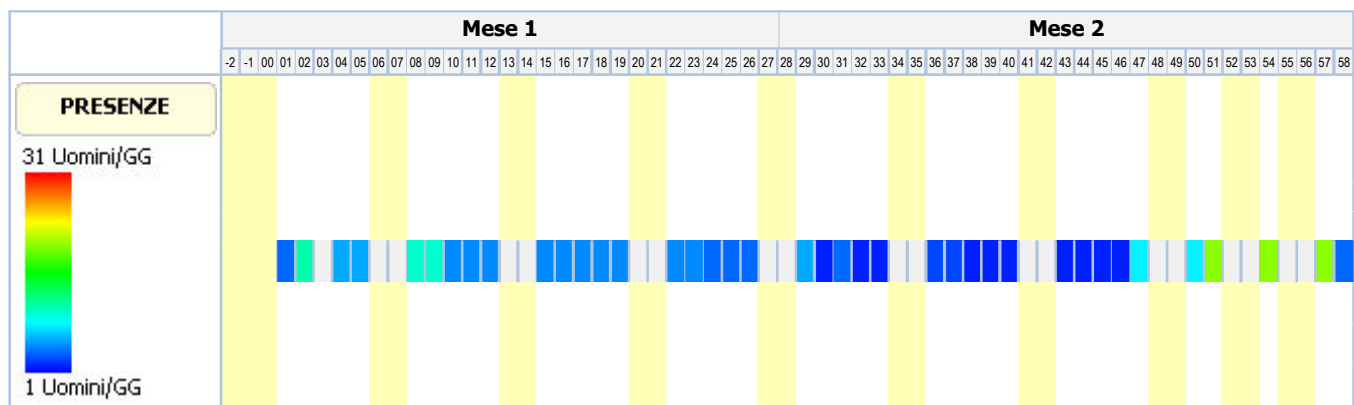 Mese 1 Mese 2
-2 -1 00 01 02 03 04 05 06 07 08 09 10 11 12 13 14 15 16 17 18 19 20 21 22 23 24 25 26 27 28 29 30 31 32 33 34 35 36 37 38 39 40 41 42 43 44 45 46 47 48 49 50 51 52 53 54 55 56 57 58
PRESENZE
31 Uomini/GG
1 Uomini/GG